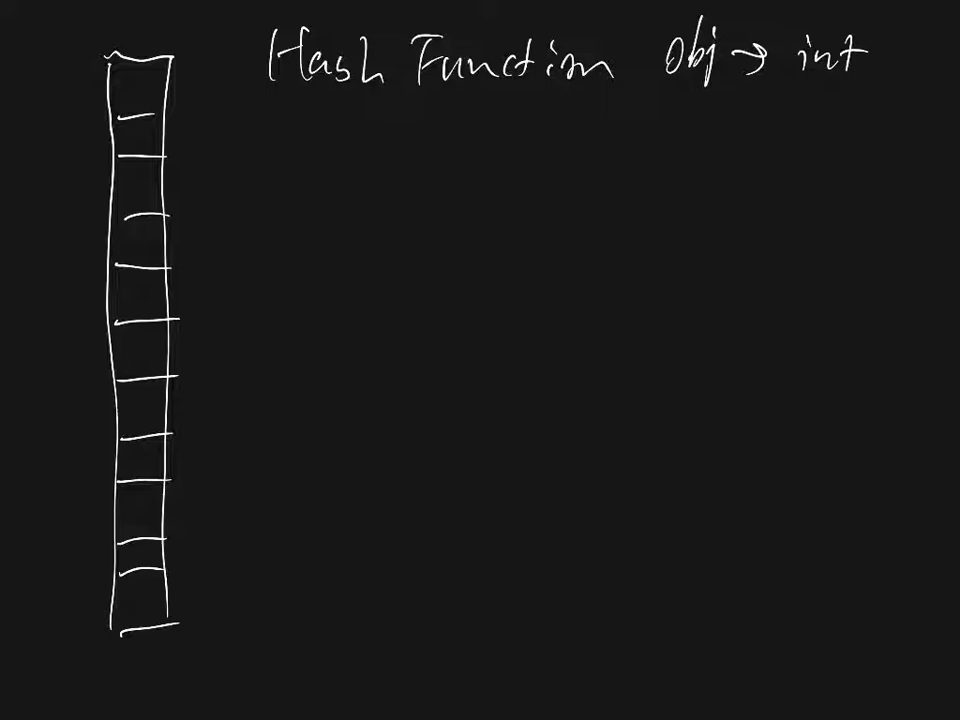 Hash Function obj → int